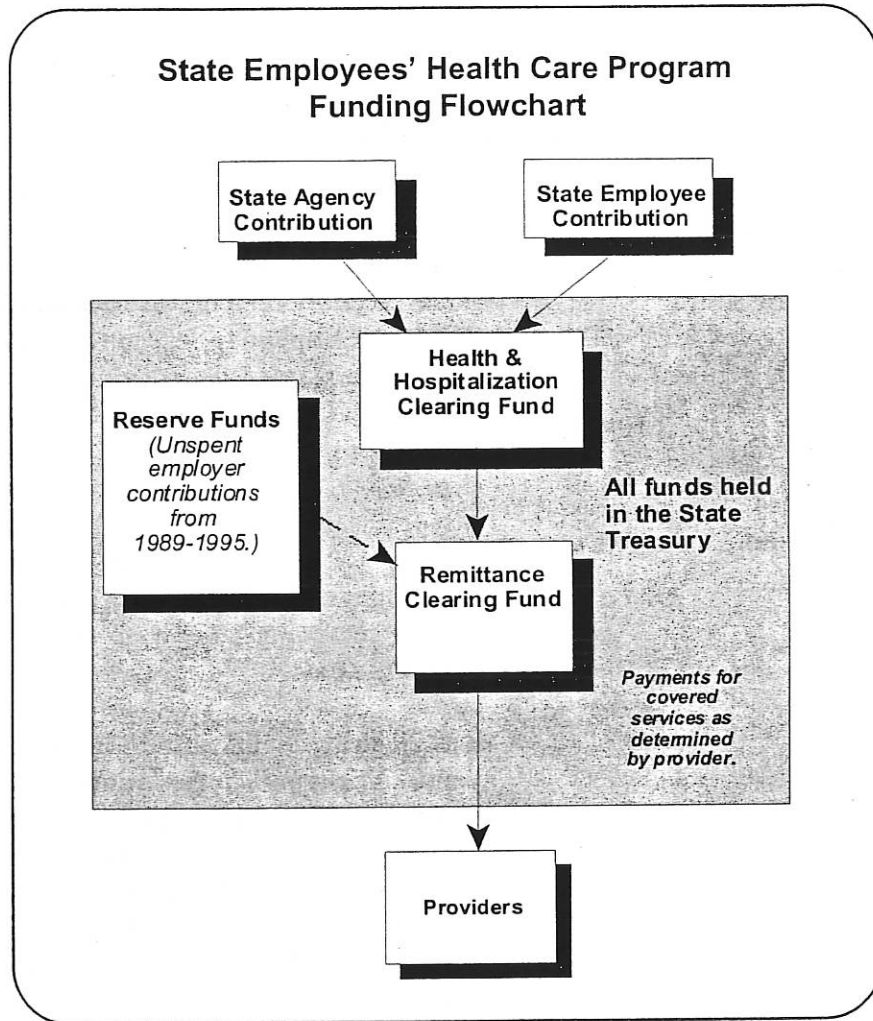 State Employees' Health Care Program
Funding Flowchart
State Agency
Contribution
State Employee
Contribution
Health &
Hospitalization
Clearing Fund
Reserve Funds
(Unspent
employer
contributions
from
1989-1995.)
All funds held
in the State
Treasury
Remittance
Clearing Fund
Payments for
covered
services as
determined
by provider.
Providers